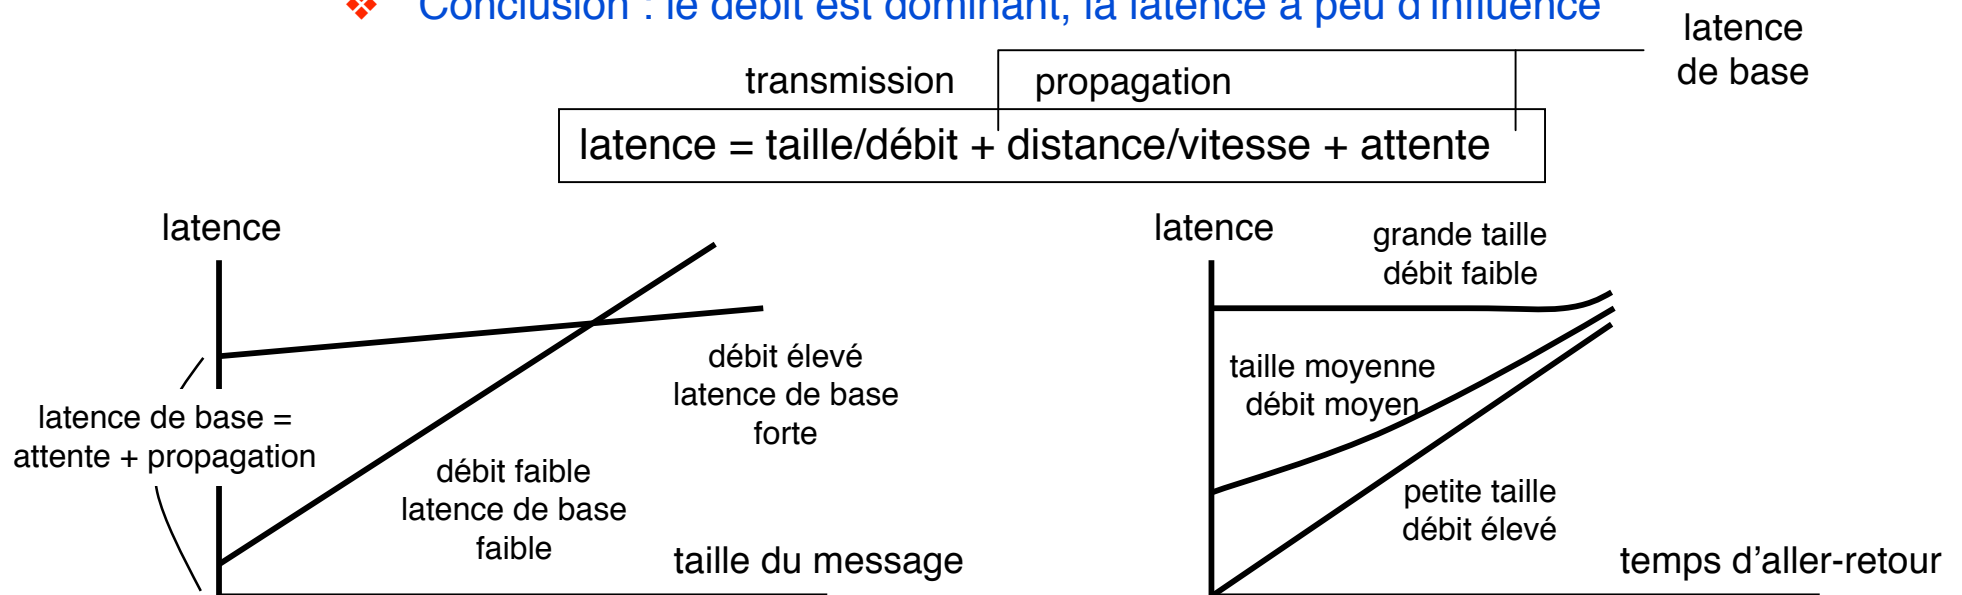 ❖ Conclusion : le débit est dominant, la latence a peu d'influence
latence
de base
transmission
propagation
latence = taille/débit + distance/vitesse + attente
latence
débit élevé
latence de base
forte
latence de base =
attente + propagation
débit faible
latence de base
faible
taille du message
latence
grande taille
débit faible
taille moyenne
débit moyen
petite taille
débit élevé
temps d’aller-retour